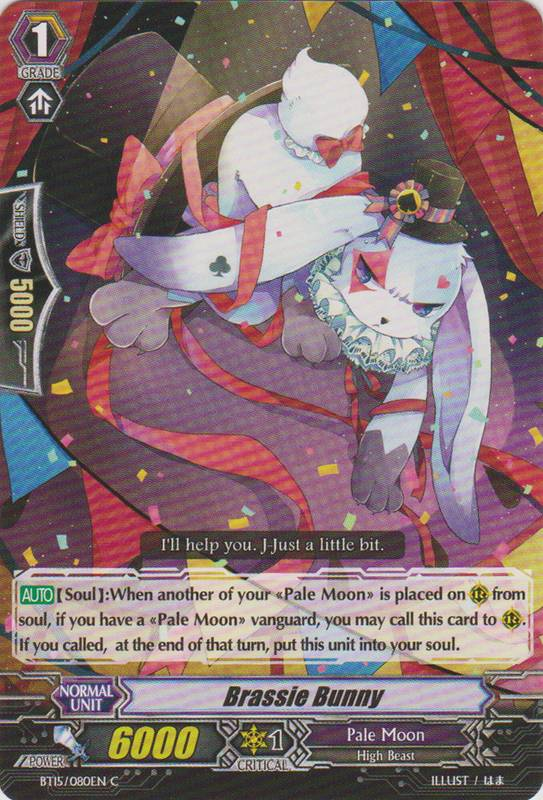 1
GRADE
SHIELD
5000
I'll help you. J-Just a little bit.
AUTO【Soul】:When another of your «Pale Moon» is placed on R from
soul, if you have a «Pale Moon» vanguard, you may call this card to R.
If you called, at the end of that turn, put this unit into your soul.
NORMAL
UNIT
Brassie Bunny
POWER
6000
1
CRITICAL
Pale Moon
High Beast
BT15/080EN C
ILLUST / はま